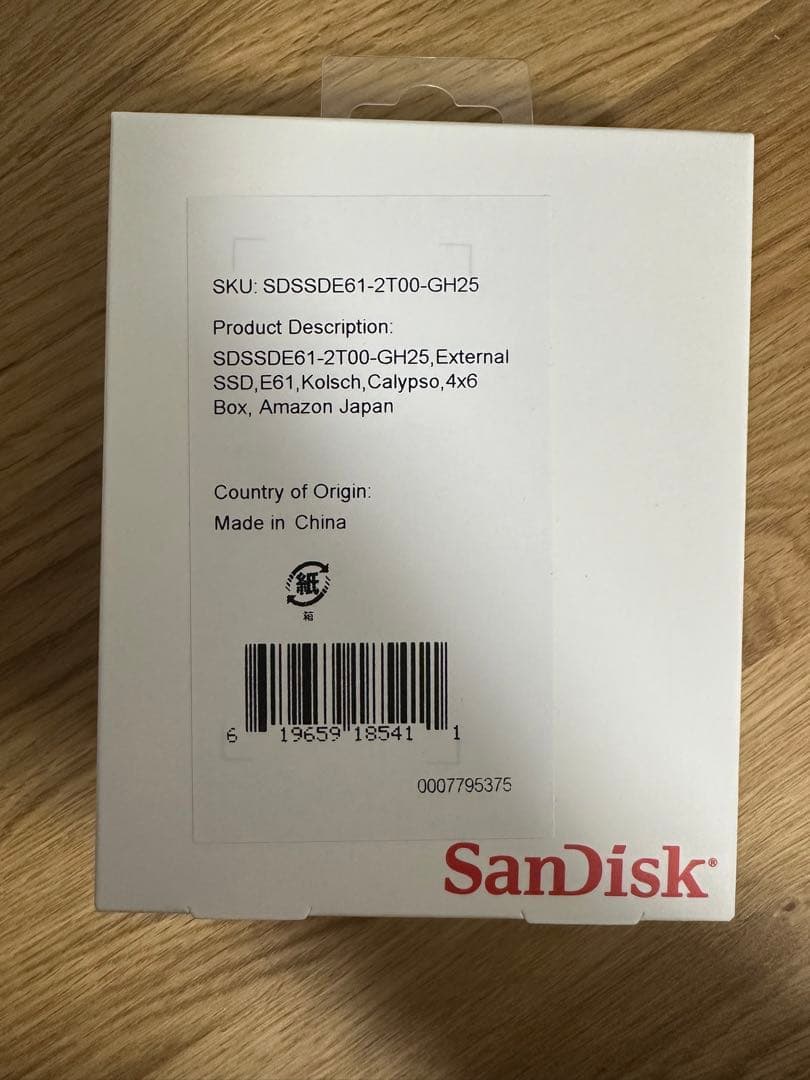 SKU: SDSSDE61-2T00-GH25
Product Description:
SDSSDE61-2T00-GH25,External
SSD,E61,Kolsch,Calypso,4x6
Box, Amazon Japan
Country of Origin:
Made in China
紙
箱
6 19659 18541 1
0007795375
SanDisk®